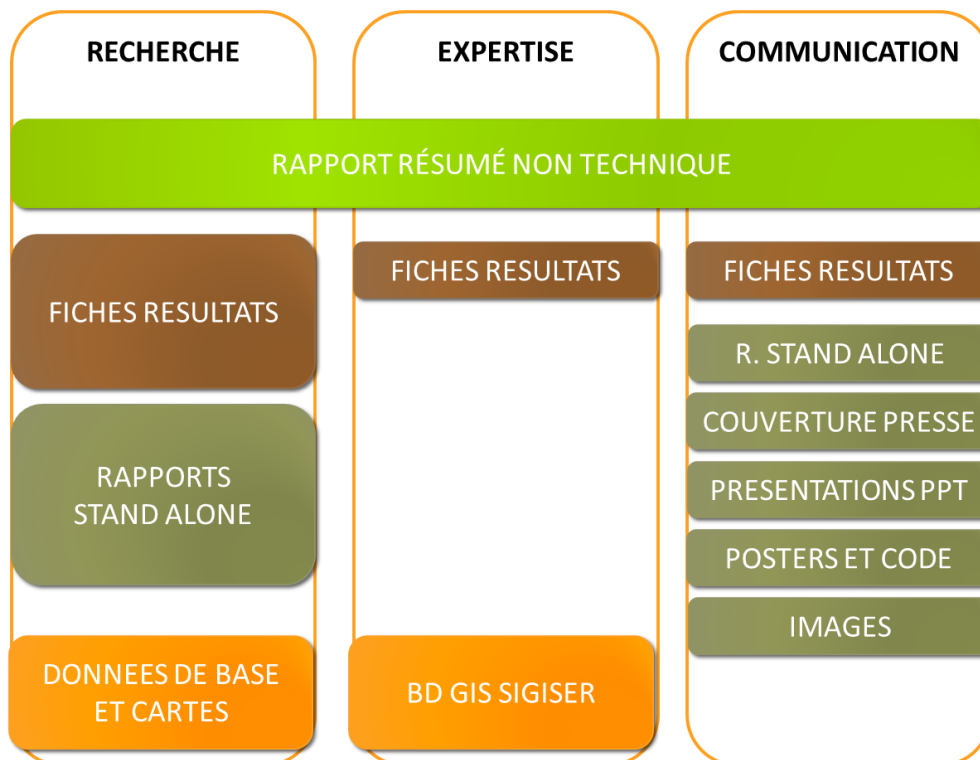 RECHERCHE
EXPERTISE
COMMUNICATION
RAPPORT RÉSUMÉ NON TECHNIQUE
FICHES RESULTATS
FICHES RESULTATS
FICHES RESULTATS
R. STAND ALONE
COUVERTURE PRESSE
RAPPORTS
STAND ALONE
PRESENTATIONS PPT
POSTERS ET CODE
IMAGES
DONNEES DE BASE
ET CARTES
BD GIS SIGISER